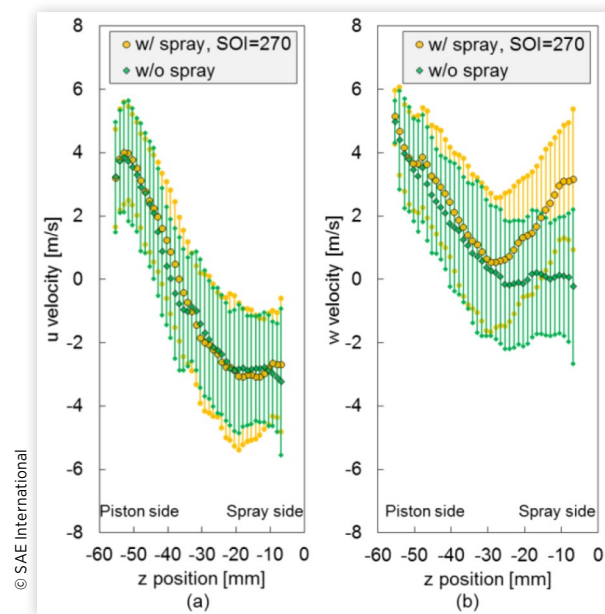 w/ spray, SOI=270
w/o spray
8
6
4
2
0
-2
-4
-6
-8
u velocity [m/s]
Piston side
Spray side
-60 -50 -40 -30 -20 -10 0
z position [mm]
(a)
w/ spray, SOI=270
w/o spray
8
6
4
2
0
-2
-4
-6
-8
w velocity [m/s]
Piston side
Spray side
-60 -50 -40 -30 -20 -10 0
z position [mm]
(b)
© SAE International